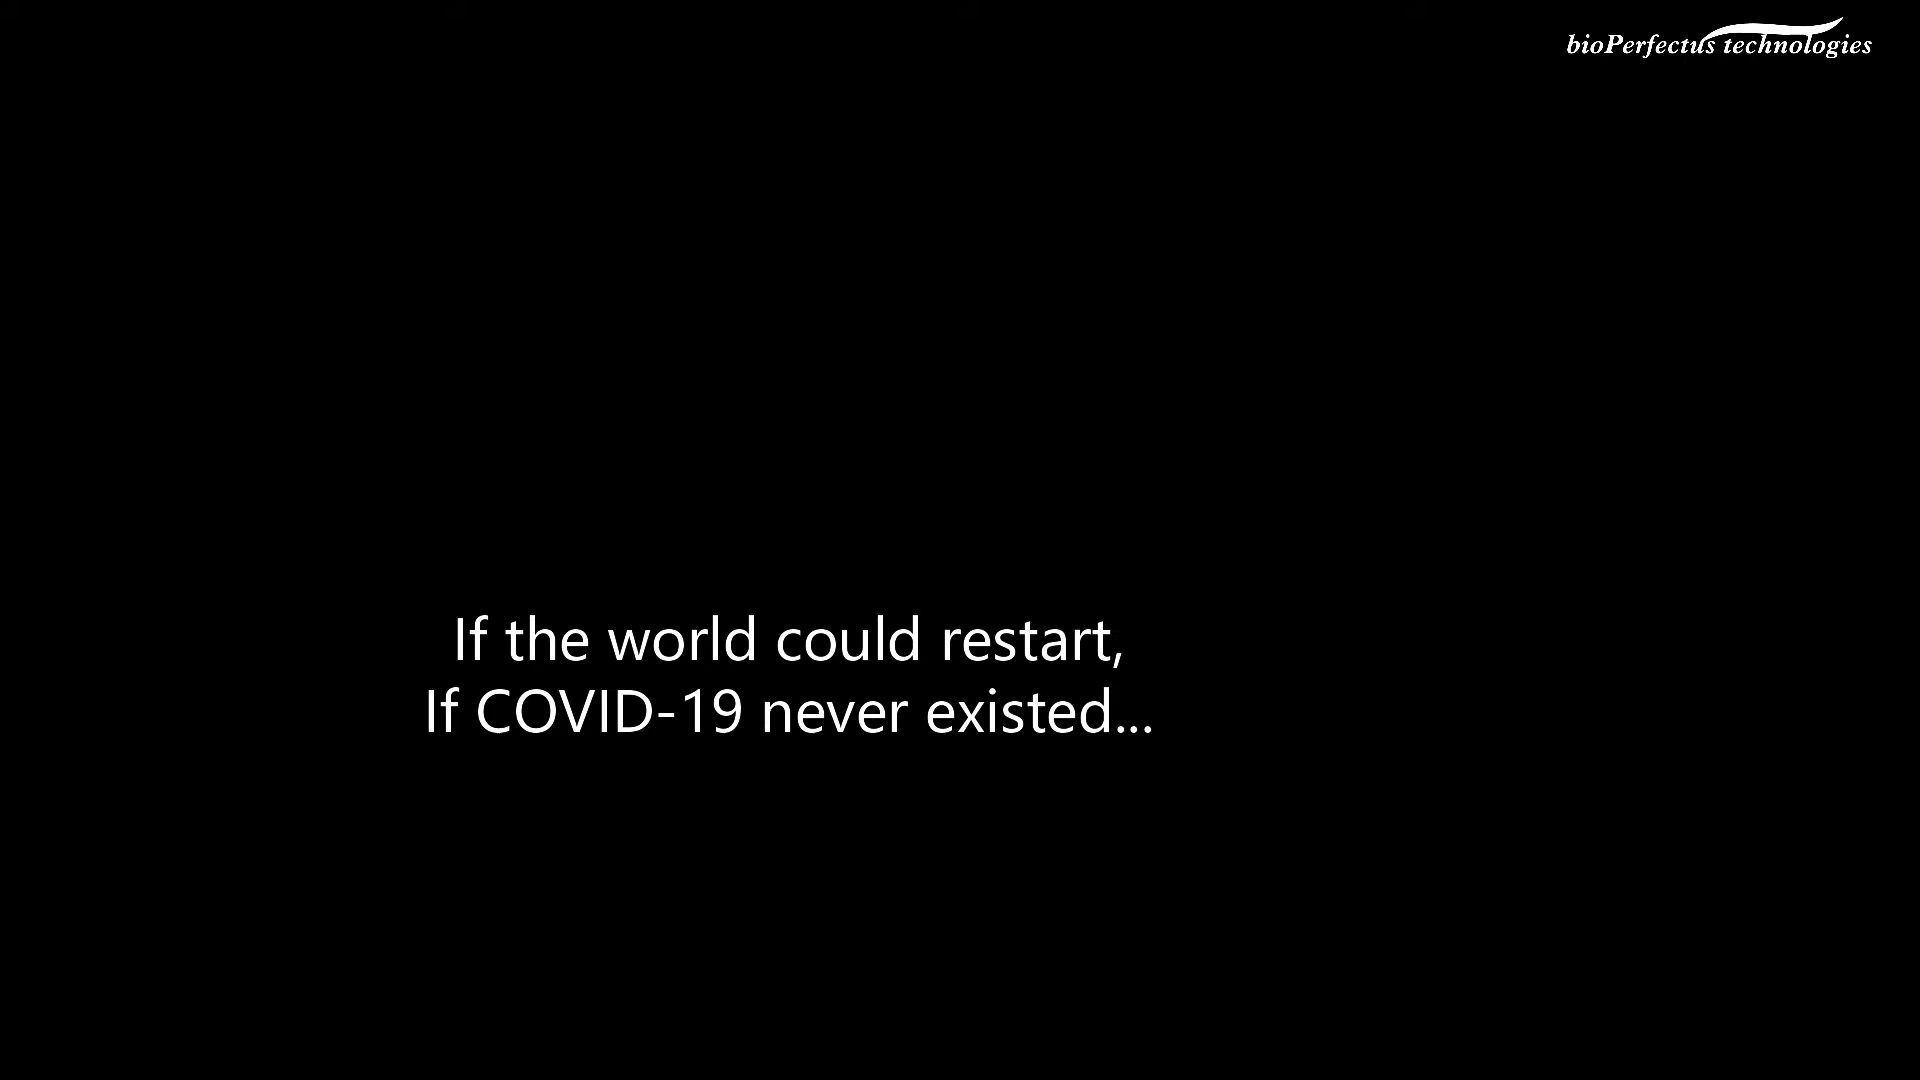 bioPerfectus technologies
If the world could restart,
If COVID-19 never existed...